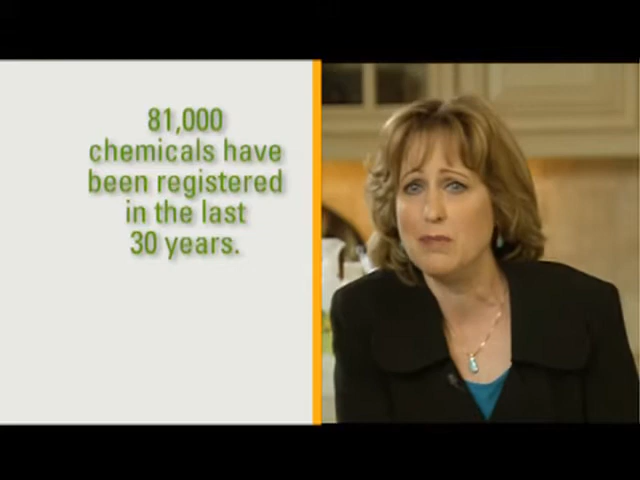 81,000
chemicals have
been registered
in the last
30 years.